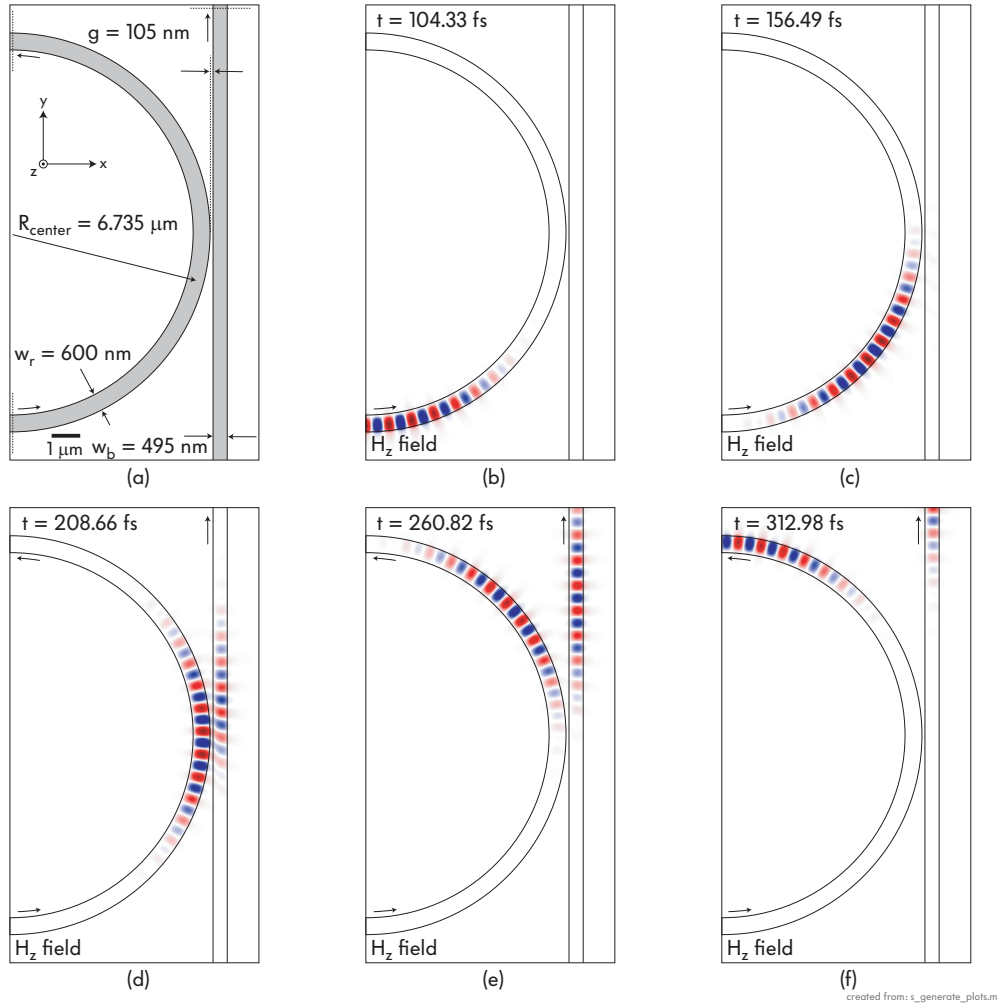 g = 105 nm
y
x
z
R_center = 6.735 μm
w_r = 600 nm
1 μm w_b = 495 nm
(a)
t = 104.33 fs
H_z field
(b)
t = 156.49 fs
H_z field
(c)
t = 208.66 fs
H_z field
(d)
t = 260.82 fs
H_z field
(e)
t = 312.98 fs
H_z field
(f)
created from: s_generate_plots.m